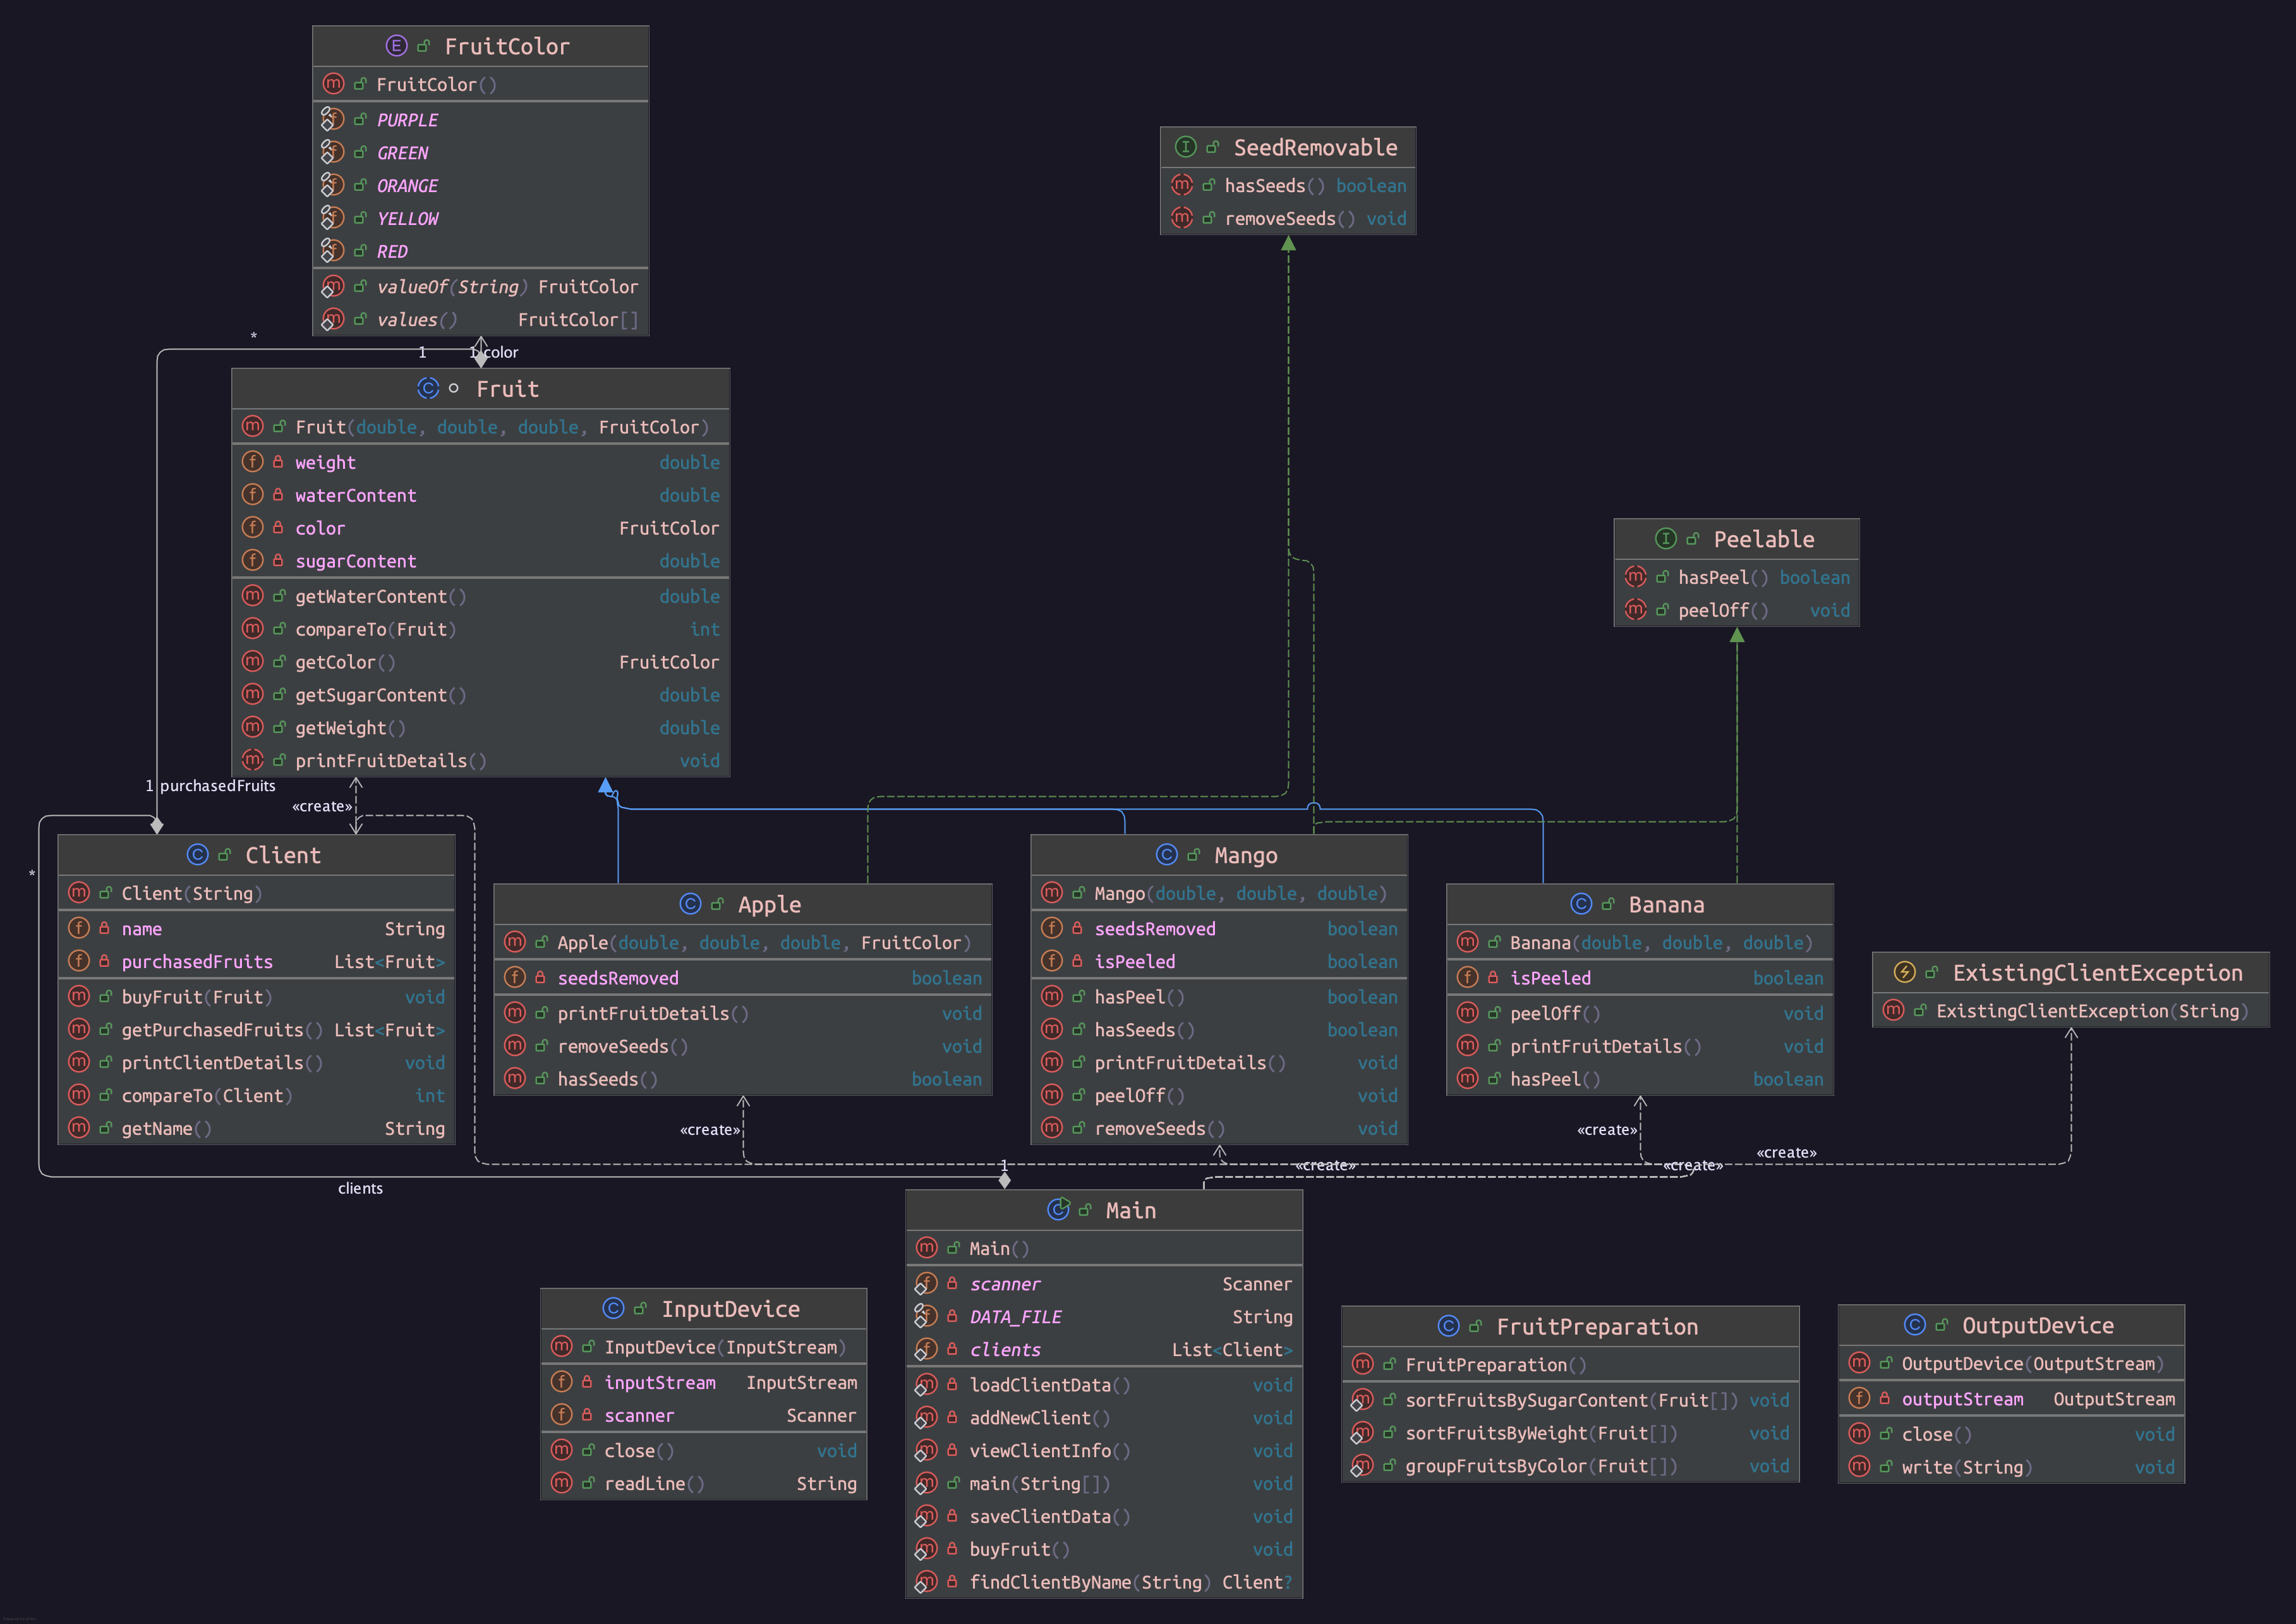 FruitColor
FruitColor()
PURPLE
GREEN
ORANGE
YELLOW
RED
valueOf(String) FruitColor
values() FruitColor[]
SeedRemovable
hasSeeds() boolean
removeSeeds() void
*
1
1 color
Fruit
Fruit(double, double, double, FruitColor)
weight double
waterContent double
color FruitColor
sugarContent double
getWaterContent() double
compareTo(Fruit) int
getColor() FruitColor
getSugarContent() double
getWeight() double
printFruitDetails() void
Peelable
hasPeel() boolean
peelOff() void
1 purchasedFruits
«create»
*
Client
Client(String)
name String
purchasedFruits List<Fruit>
buyFruit(Fruit) void
getPurchasedFruits() List<Fruit>
printClientDetails() void
compareTo(Client) int
getName() String
Apple
Apple(double, double, double, FruitColor)
seedsRemoved boolean
printFruitDetails() void
removeSeeds() void
hasSeeds() boolean
Mango
Mango(double, double, double)
seedsRemoved boolean
isPeeled boolean
hasPeel() boolean
hasSeeds() boolean
printFruitDetails() void
peelOff() void
removeSeeds() void
Banana
Banana(double, double, double)
isPeeled boolean
peelOff() void
printFruitDetails() void
hasPeel() boolean
ExistingClientException
ExistingClientException(String)
«create»
«create»
«create»
«create»
«create»
1
clients
Main
Main()
scanner Scanner
DATA_FILE String
clients List<Client>
loadClientData() void
addNewClient() void
viewClientInfo() void
main(String[]) void
saveClientData() void
buyFruit() void
findClientByName(String) Client?
InputDevice
InputDevice(InputStream)
inputStream InputStream
scanner Scanner
close() void
readLine() String
FruitPreparation
FruitPreparation()
sortFruitsBySugarContent(Fruit[]) void
sortFruitsByWeight(Fruit[]) void
groupFruitsByColor(Fruit[]) void
OutputDevice
OutputDevice(OutputStream)
outputStream OutputStream
close() void
write(String) void